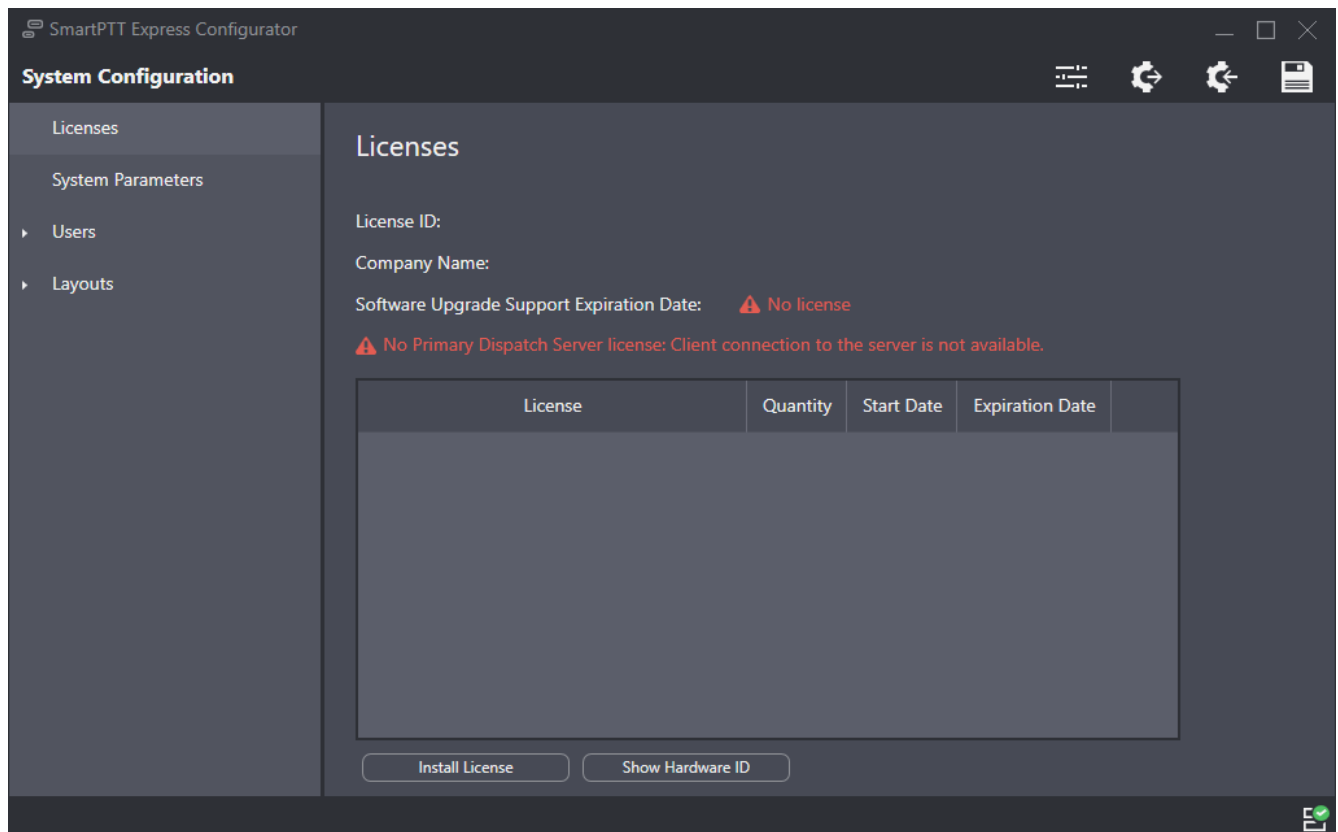 SmartPTT Express Configurator
System Configuration
Licenses
System Parameters
Users
Layouts
Licenses
License ID:
Company Name:
Software Upgrade Support Expiration Date: No license
No Primary Dispatch Server license: Client connection to the server is not available.
License Quantity Start Date Expiration Date
Install License Show Hardware ID